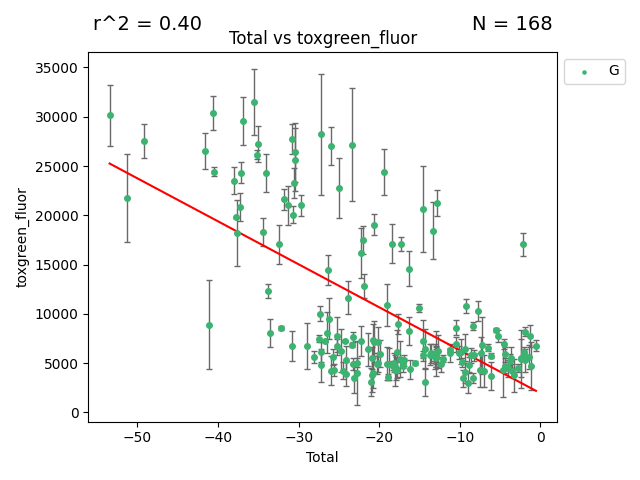 r^2 = 0.40
N = 168
Total vs toxgreen_fluor
G
35000
30000
25000
20000
15000
10000
5000
0
toxgreen_fluor
−50 −40 −30 −20 −10 0
Total